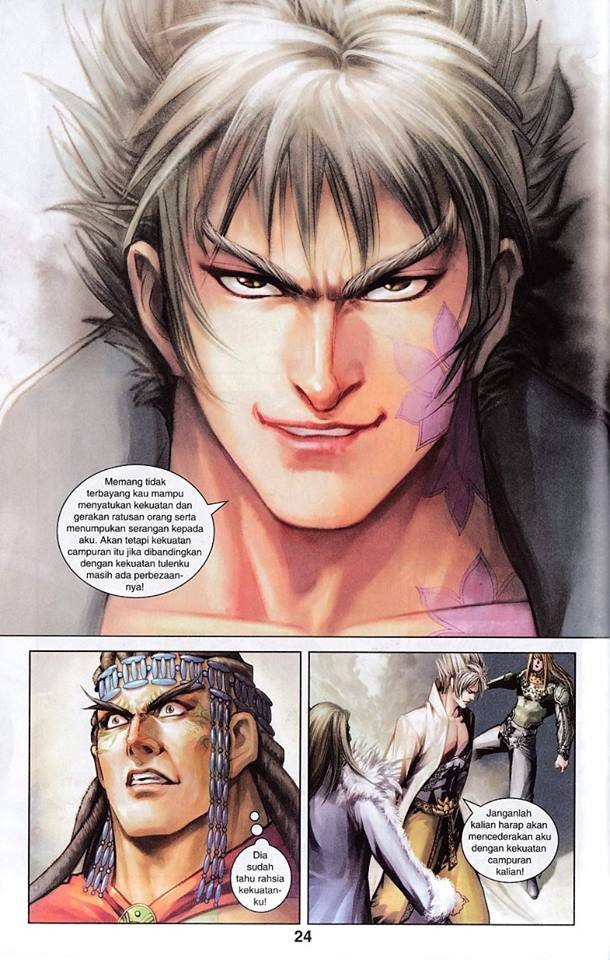 Memang tidak
terbayang kau mampu
menyatukan kekuatan dan
gerakan ratusan orang serta
menumpukan serangan kepada
aku. Akan tetapi kekuatan
campuran itu jika dibandingkan
dengan kekuatan tulenku
masih ada perbezaan-
nya!
Dia
sudah
tahu rahsia
kekuatan-
ku!
Janganlah
kalian harap akan
mencederakan aku
dengan kekuatan
campuran
kalian!
24